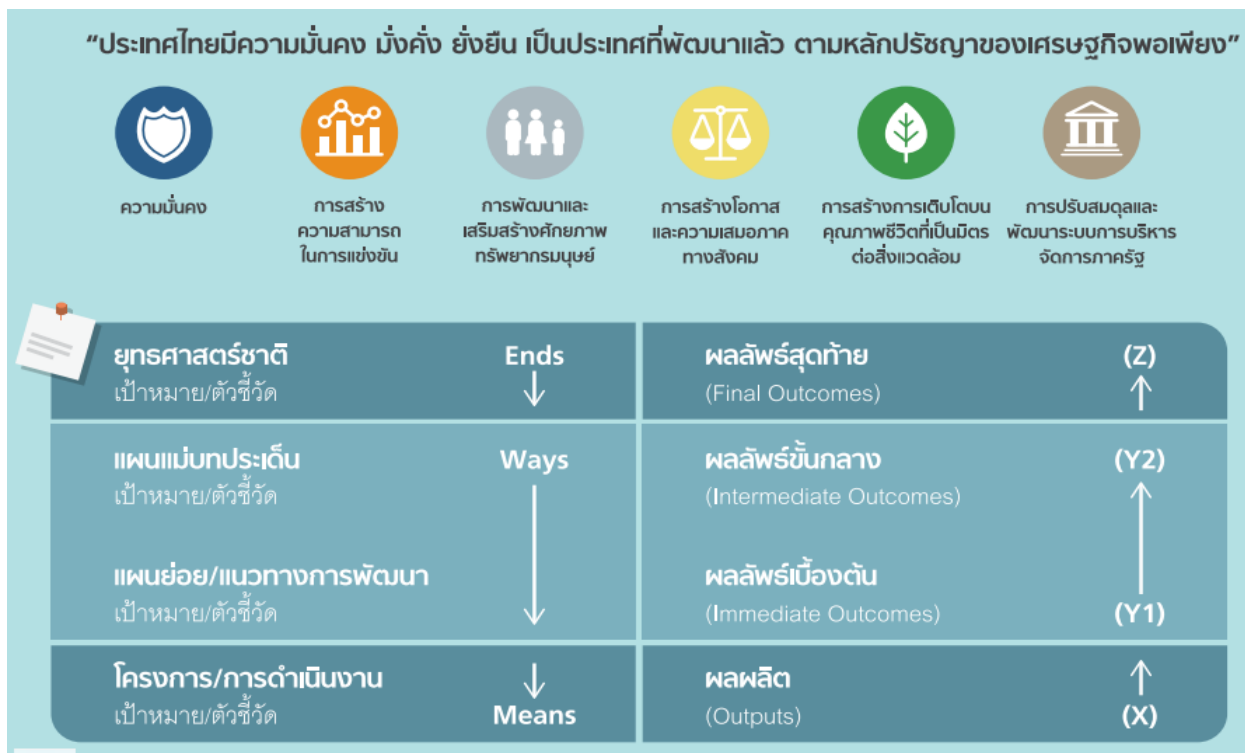 “ประเทศไทยมีความมั่นคง มั่งคั่ง ยั่งยืน เป็นประเทศที่พัฒนาแล้ว ตามหลักปรัชญาของเศรษฐกิจพอเพียง”
ความมั่นคง
การสร้าง
ความสามารถ
ในการแข่งขัน
การพัฒนาและ
เสริมสร้างศักยภาพ
ทรัพยากรมนุษย์
การสร้างโอกาส
และความเสมอภาค
ทางสังคม
การสร้างการเติบโตบน
คุณภาพชีวิตที่เป็นมิตร
ต่อสิ่งแวดล้อม
การปรับสมดุลและ
พัฒนาระบบการบริหาร
จัดการภาครัฐ
ยุทธศาสตร์ชาติ Ends
เป้าหมาย/ตัวชี้วัด
ผลลัพธ์สุดท้าย (Z)
(Final Outcomes)
แผนแม่บทประเด็น Ways
เป้าหมาย/ตัวชี้วัด
ผลลัพธ์ขั้นกลาง (Y2)
(Intermediate Outcomes)
แผนย่อย/แนวทางการพัฒนา
เป้าหมาย/ตัวชี้วัด
ผลลัพธ์เบื้องต้น
(Immediate Outcomes) (Y1)
โครงการ/การดำเนินงาน
เป้าหมาย/ตัวชี้วัด Means
ผลผลิต
(Outputs) (X)